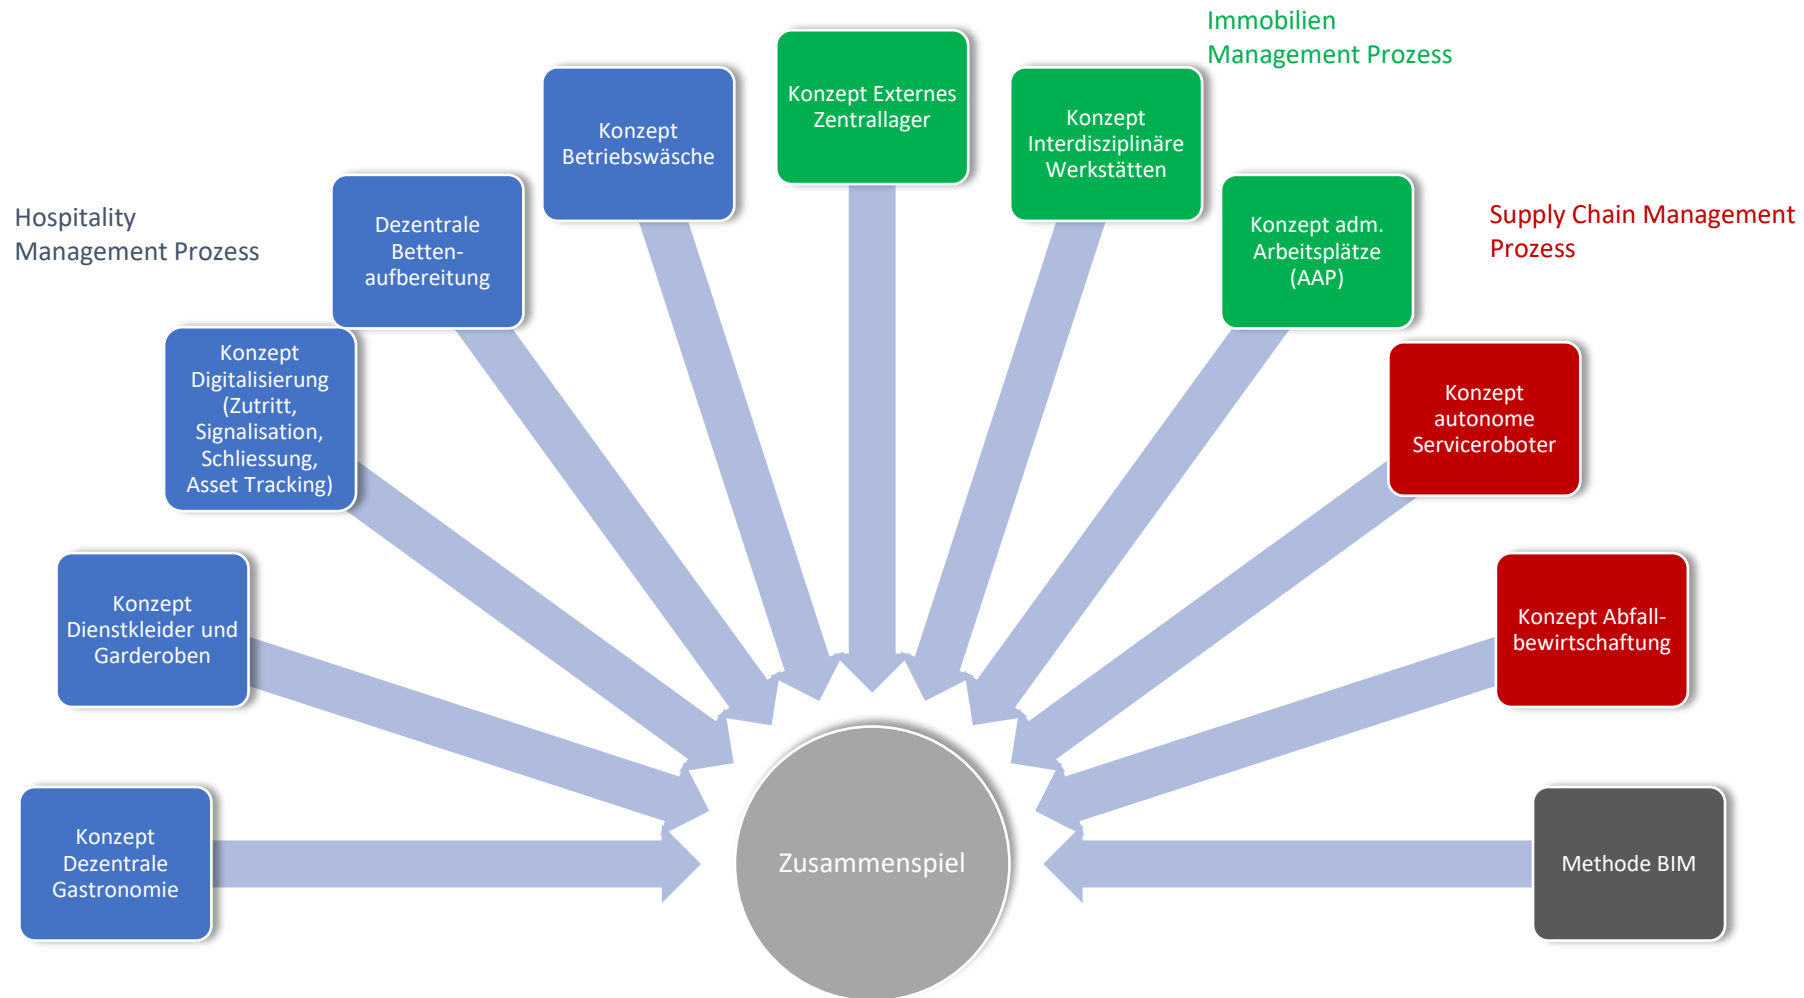 Immobilien
Management Prozess
Hospitality
Management Prozess
Supply Chain Management
Prozess
Konzept
Dezentrale
Gastronomie
Konzept
Dienstkleider und
Garderoben
Konzept
Digitalisierung
(Zutritt,
Signalisation,
Schliessung,
Asset Tracking)
Dezentrale
Betten-
aufbereitung
Konzept
Betriebswäsche
Konzept Externes
Zentrallager
Konzept
Interdisziplinäre
Werkstätten
Konzept adm.
Arbeitsplätze
(AAP)
Konzept
autonome
Serviceroboter
Konzept Abfall-
bewirtschaftung
Methode BIM
Zusammenspiel